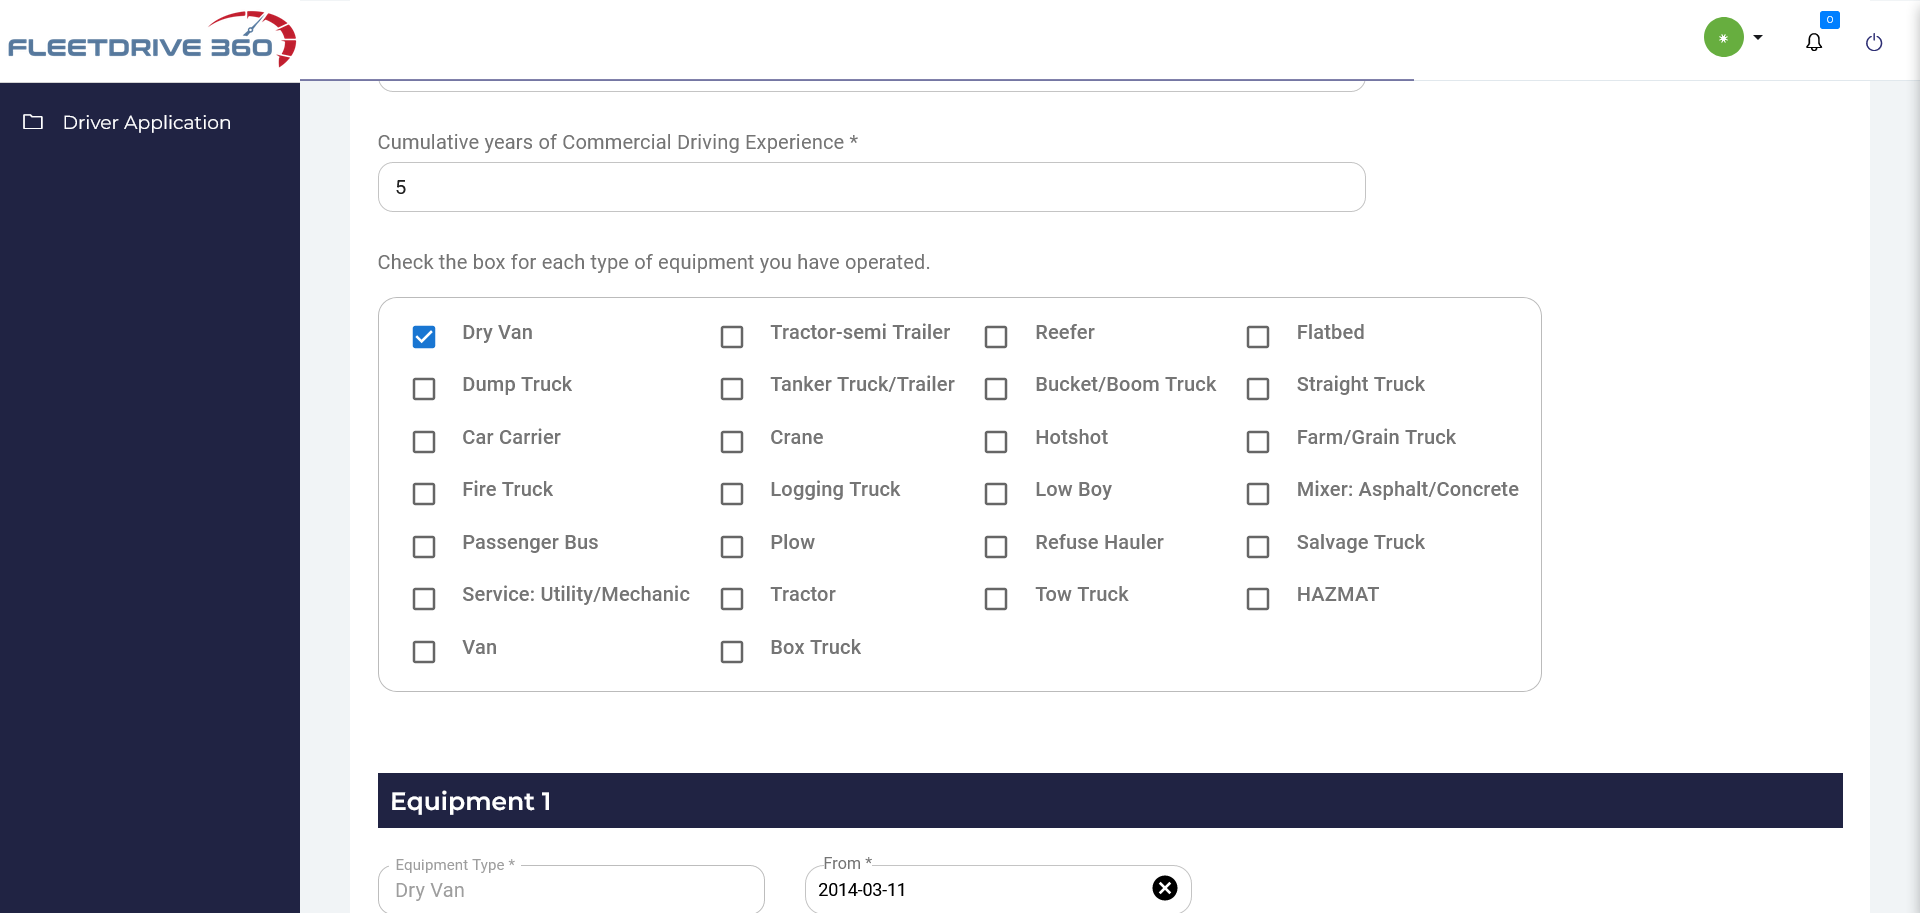 FLEETDRIVE 360
0
Driver Application
Cumulative years of Commercial Driving Experience *
5
Check the box for each type of equipment you have operated.
Dry Van Tractor-semi Trailer Reefer Flatbed
Dump Truck Tanker Truck/Trailer Bucket/Boom Truck Straight Truck
Car Carrier Crane Hotshot Farm/Grain Truck
Fire Truck Logging Truck Low Boy Mixer: Asphalt/Concrete
Passenger Bus Plow Refuse Hauler Salvage Truck
Service: Utility/Mechanic Tractor Tow Truck HAZMAT
Van Box Truck
Equipment 1
Equipment Type * From *
Dry Van 2014-03-11